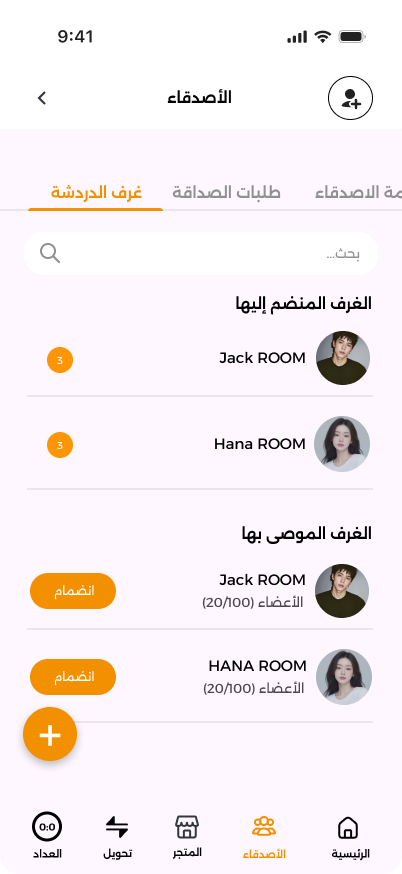 9:41
الأصدقاء
مة الاصدقاء
طلبات الصداقة
غرف الدردشة
بحث...
الغرف المنضم إليها
Jack ROOM
3
Hana ROOM
3
الغرف الموصى بها
Jack ROOM
الأعضاء (20/100)
انضمام
HANA ROOM
الأعضاء (20/100)
انضمام
الرئيسية
الأصدقاء
المتجر
تحويل
0:0
العداد